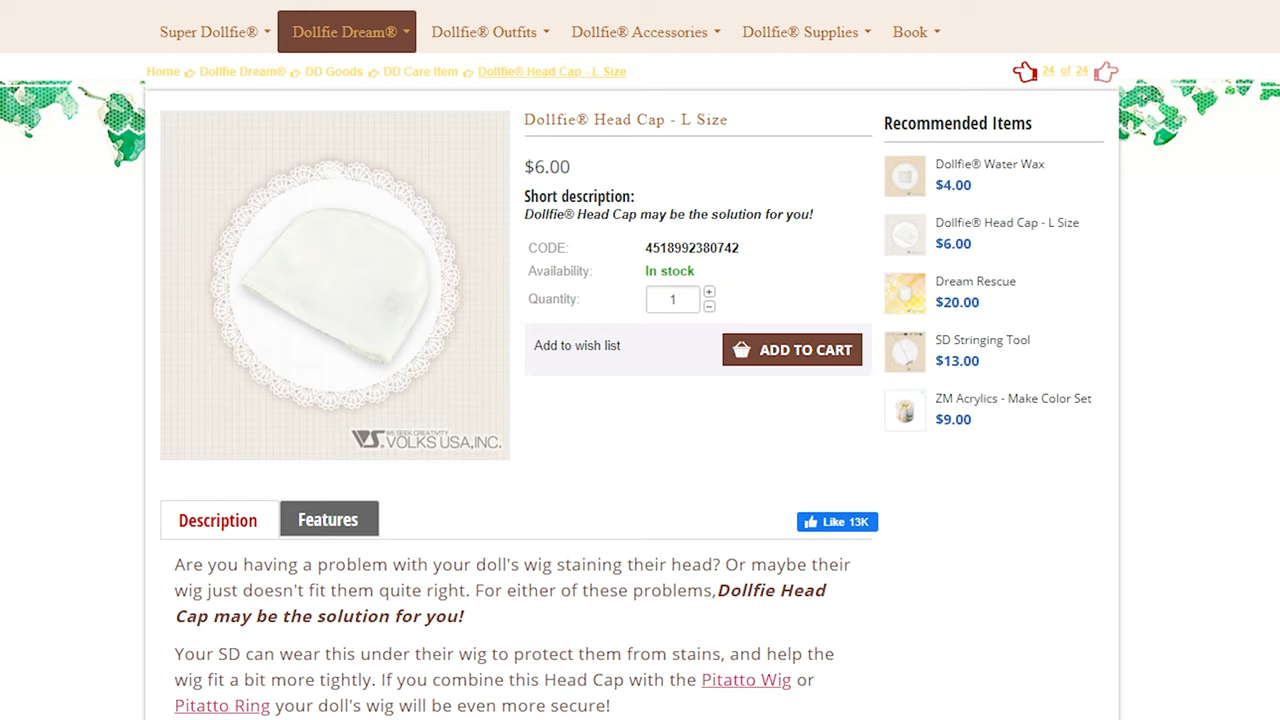 Super Dollfie® Dollfie Dream® Dollfie® Outfits Dollfie® Accessories Dollfie® Supplies Book
Home Dollfie Dream® DD Goods DD Care Item Dollfie® Head Cap - L Size 24 of 24
Dollfie® Head Cap - L Size
$6.00
Short description:
Dollfie® Head Cap may be the solution for you!
CODE: 4518992380742
Availability: In stock
Quantity: 1
Add to wish list ADD TO CART
WE SEEK CREATIVITY
VS. VOLKS USA,INC.
Recommended Items
Dollfie® Water Wax
$4.00
Dollfie® Head Cap - L Size
$6.00
Dream Rescue
$20.00
SD Stringing Tool
$13.00
ZM Acrylics - Make Color Set
$9.00
Description Features Like 13K
Are you having a problem with your doll's wig staining their head? Or maybe their
wig just doesn't fit them quite right. For either of these problems,Dollfie Head
Cap may be the solution for you!
Your SD can wear this under their wig to protect them from stains, and help the
wig fit a bit more tightly. If you combine this Head Cap with the Pitatto Wig or
Pitatto Ring your doll's wig will be even more secure!